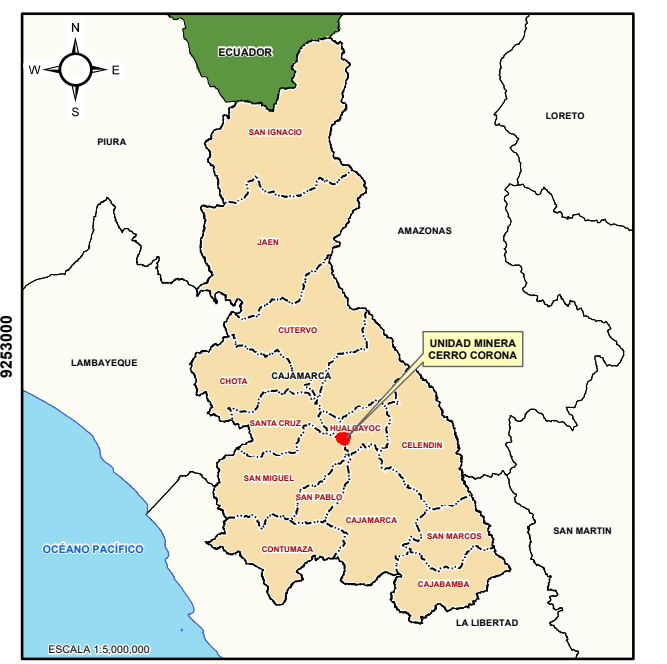 N
ECUADOR
W
E
S
LORETO
SAN IGNACIO
PIURA
AMAZONAS
JAEN
CUTERVO
9253000
UNIDAD MINERA
CERRO CORONA
LAMBAYEQUE
CHOTA
CAJAMARCA
SANTA CRUZ
HUALGAYOC
CELENDIN
SAN MIGUEL
SAN PABLO
CAJAMARCA
SAN MARCOS
SAN MARTIN
OCÉANO PACÍFICO
CONTUMAZA
CAJABAMBA
LA LIBERTAD
ESCALA 1:5,000,000